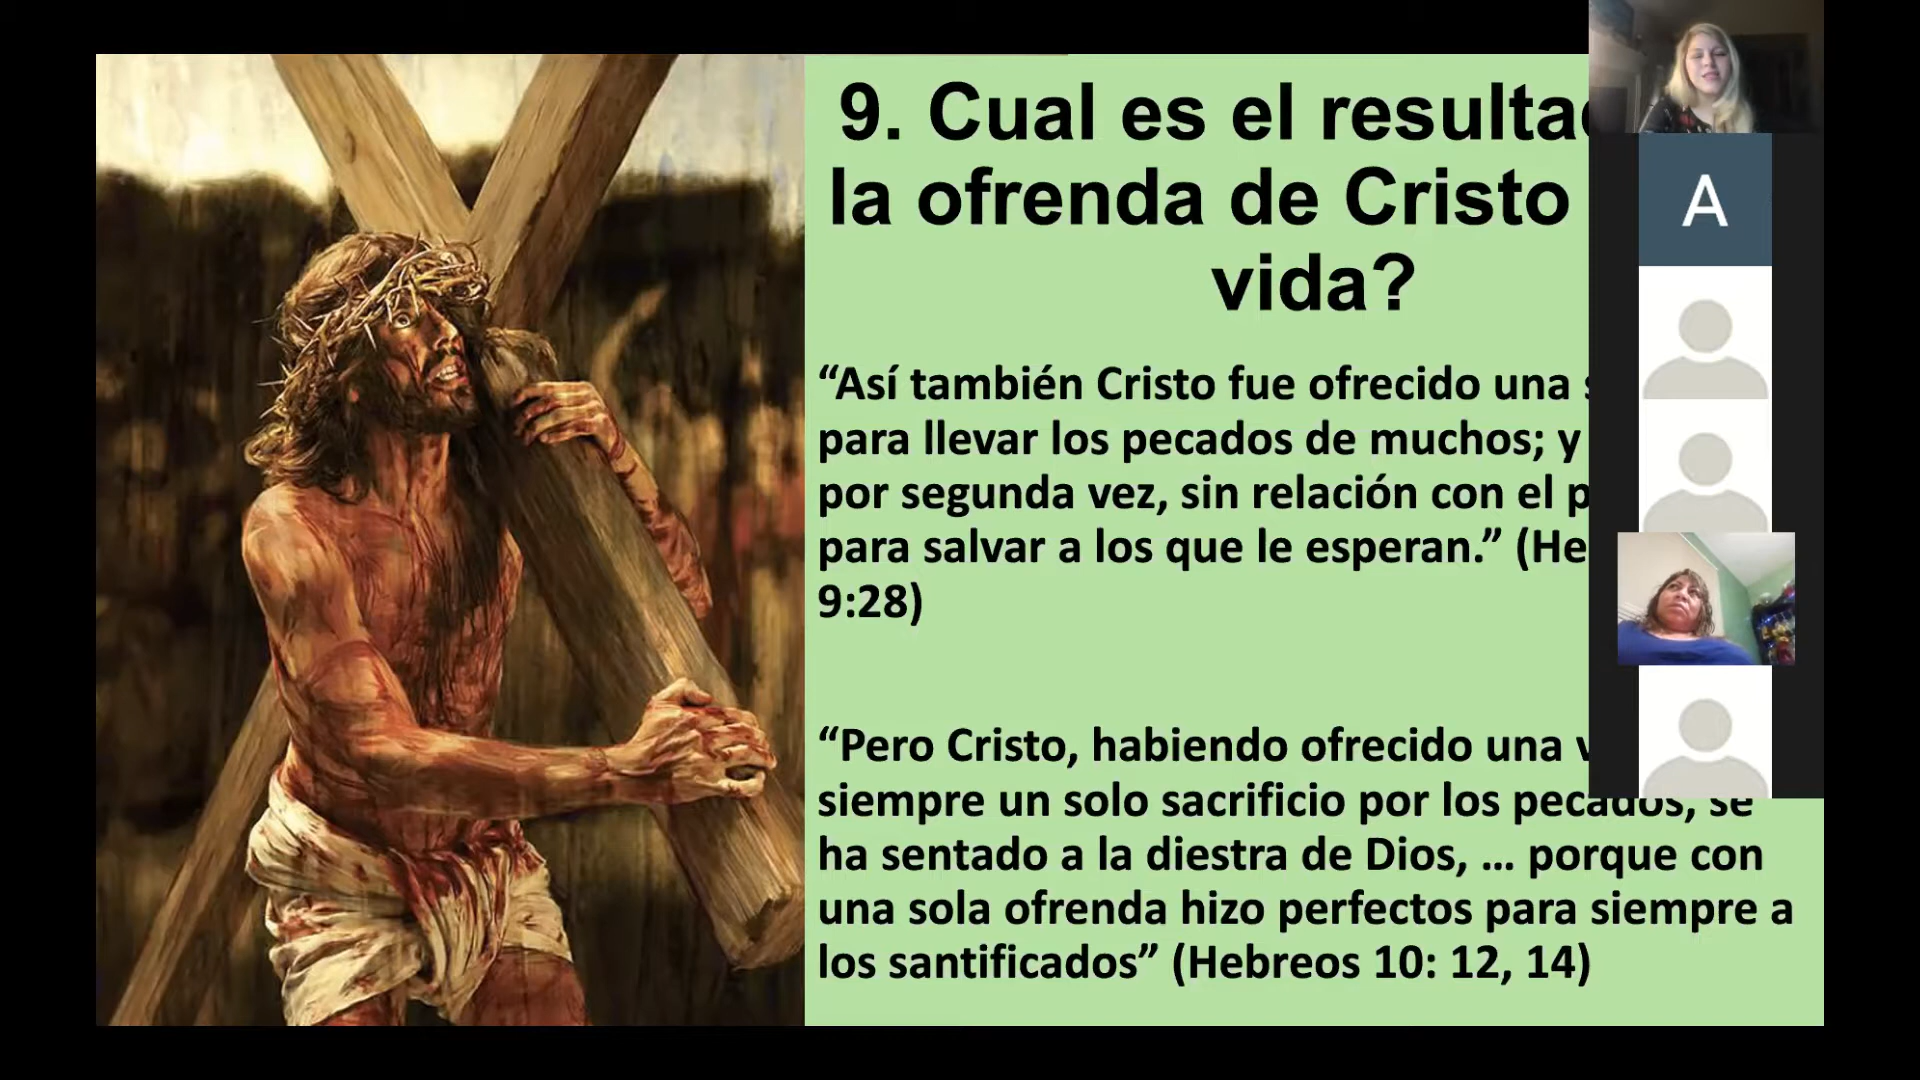 9. Cual es el
la ofrenda de Cristo
vida?
“Así también Cristo fue ofrecido una
para llevar los pecados de muchos; y
por segunda vez, sin relación con el
para salvar a los que le esperan.”
9:28)
“Pero Cristo, habiendo ofrecido una
siempre un solo sacrificio por los pecados, se
ha sentado a la diestra de Dios, ... porque con
una sola ofrenda hizo perfectos para siempre a
los santificados” (Hebreos 10: 12, 14)
A